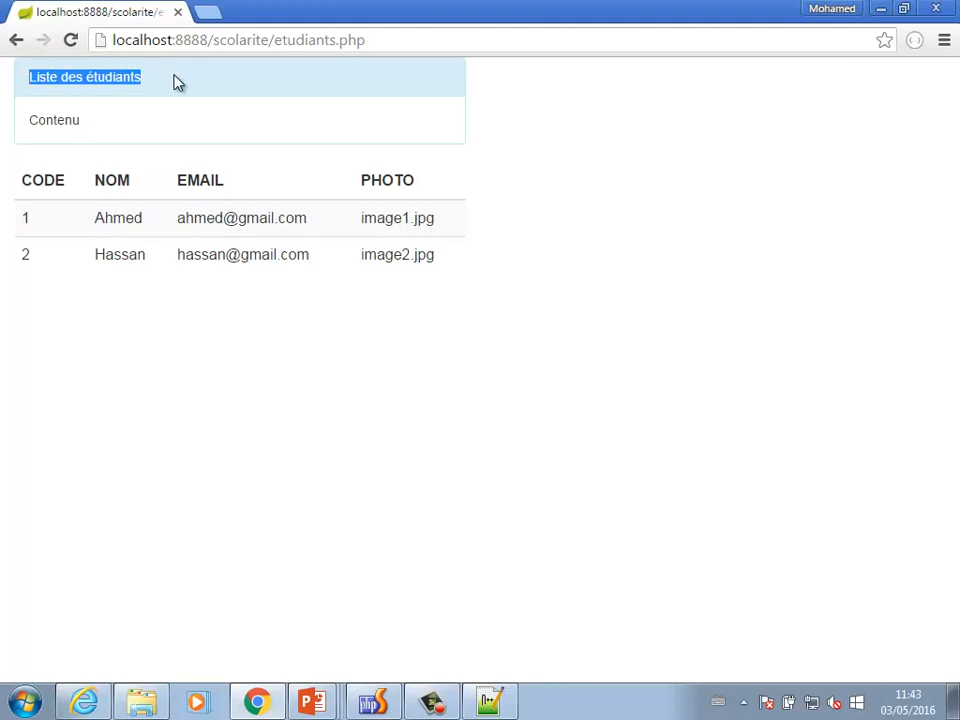 localhost:8888/scolarite/e
Mohamed
localhost:8888/scolarite/etudiants.php
Liste des étudiants
Contenu
CODE NOM EMAIL PHOTO
1 Ahmed ahmed@gmail.com image1.jpg
2 Hassan hassan@gmail.com image2.jpg
11:43
03/05/2016